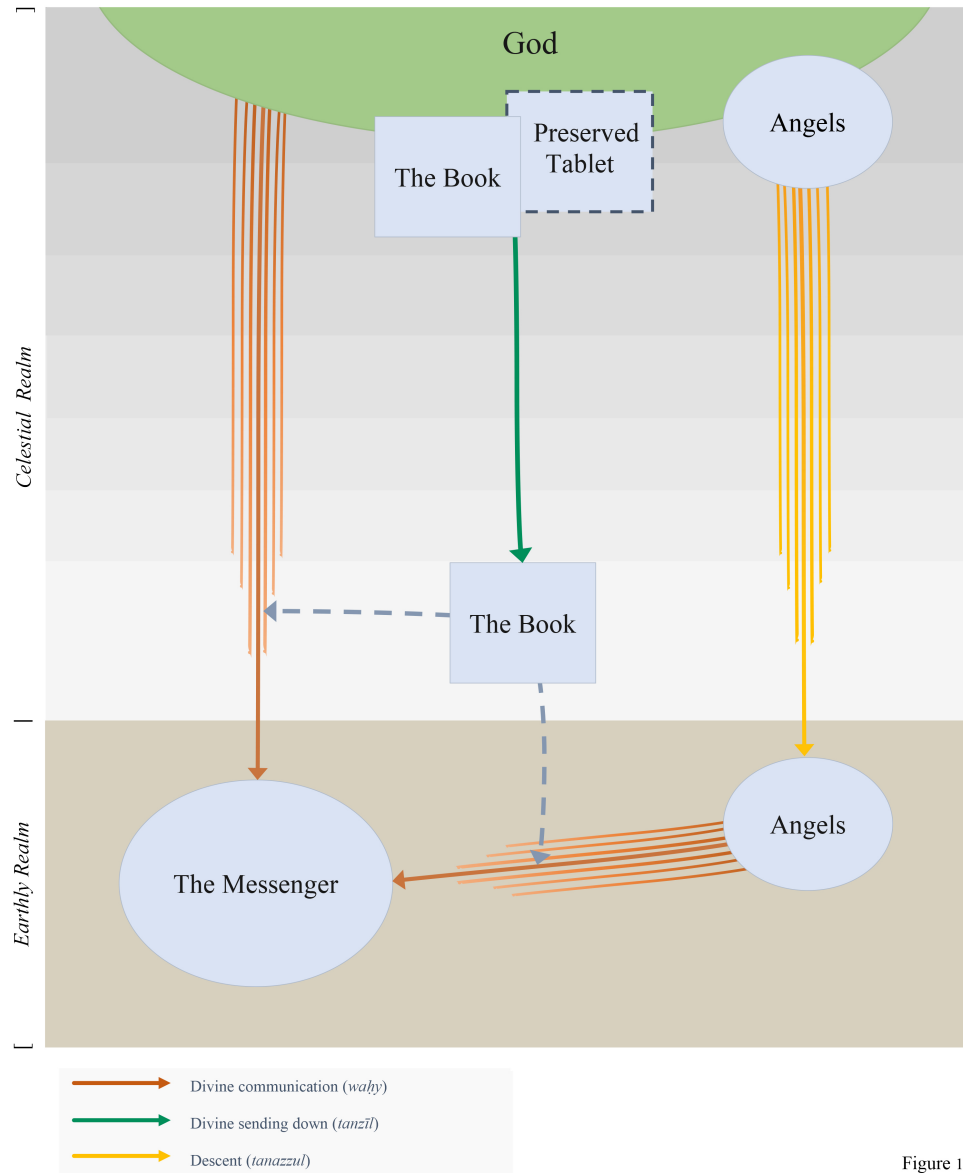 God
Angels
Preserved
Tablet
The Book
Celestial Realm
The Book
Angels
The Messenger
Earthly Realm
Divine communication (waḥy)
Divine sending down (tanzīl)
Descent (tanazzul)
Figure 1